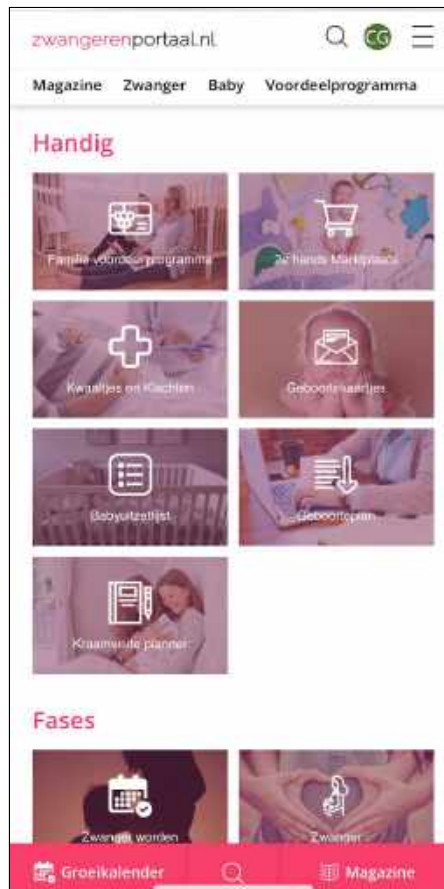 zwangerenportaal.nl
CG
Magazine Zwanger Baby Voordeelprogramma
Handig
Familie voordeelprogramma
2e hands Marktplaats
Kwaaltjes en Klachten
Geboortekaartjes
Babyuitzetlijst
Geboorteplan
Kraamvisite planner
Fases
Zwanger worden
Zwanger
Groeikalender
Magazine